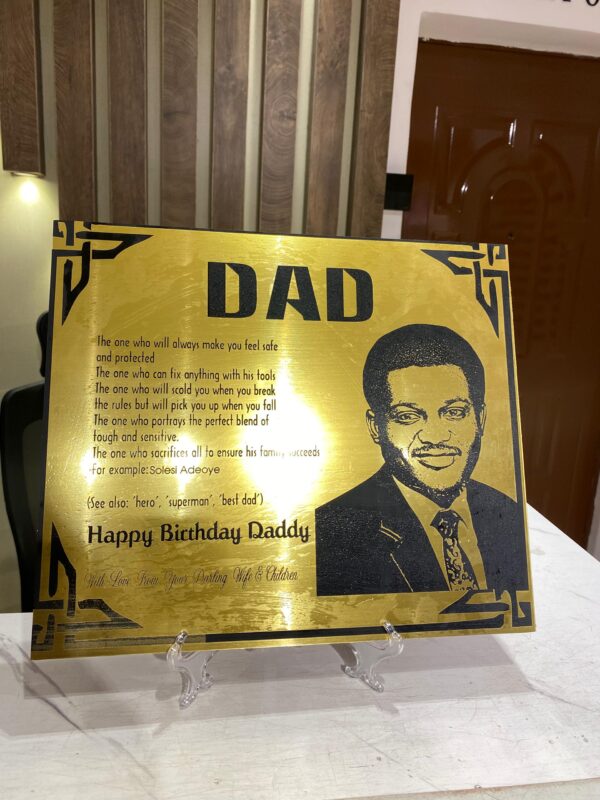 DAD
The one who will always make you feel safe
and protected
The one who can fix anything with his tools
The one who will scold you when you break
the rules but will pick you up when you fall
The one who portrays the perfect blend of
tough and sensitive.
The one who sacrifices all to ensure his family succeeds
For example: Solesi Adeoye
(See also: 'hero', 'superman', 'best dad')
Happy Birthday Daddy
With Love From Your Darling Wife & Children